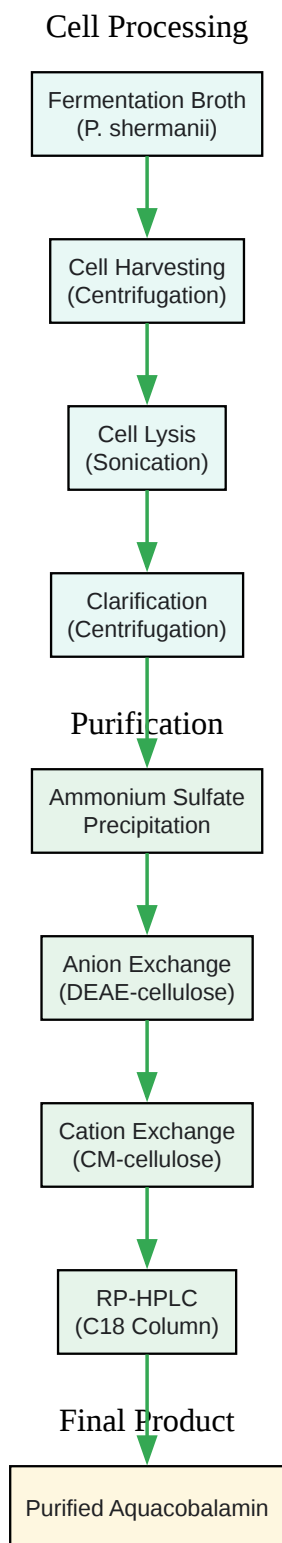 Cell Processing
Fermentation Broth
(P. shermanii)
Cell Harvesting
(Centrifugation)
Cell Lysis
(Sonication)
Clarification
(Centrifugation)
Purification
Ammonium Sulfate
Precipitation
Anion Exchange
(DEAE-cellulose)
Cation Exchange
(CM-cellulose)
RP-HPLC
(C18 Column)
Final Product
Purified Aquacobalamin